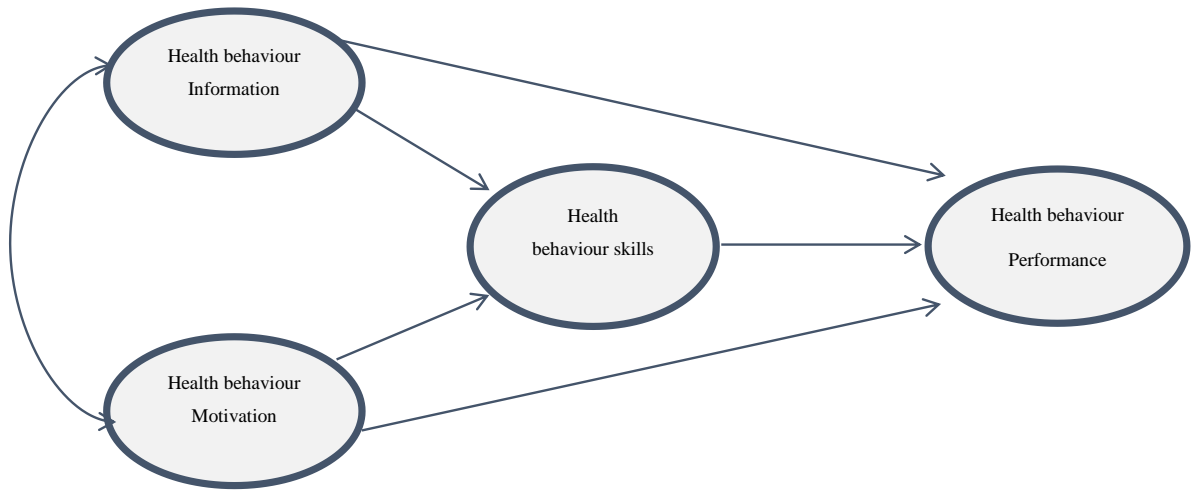 Health behaviour
Information
Health
behaviour skills
Health behaviour
Performance
Health behaviour
Motivation